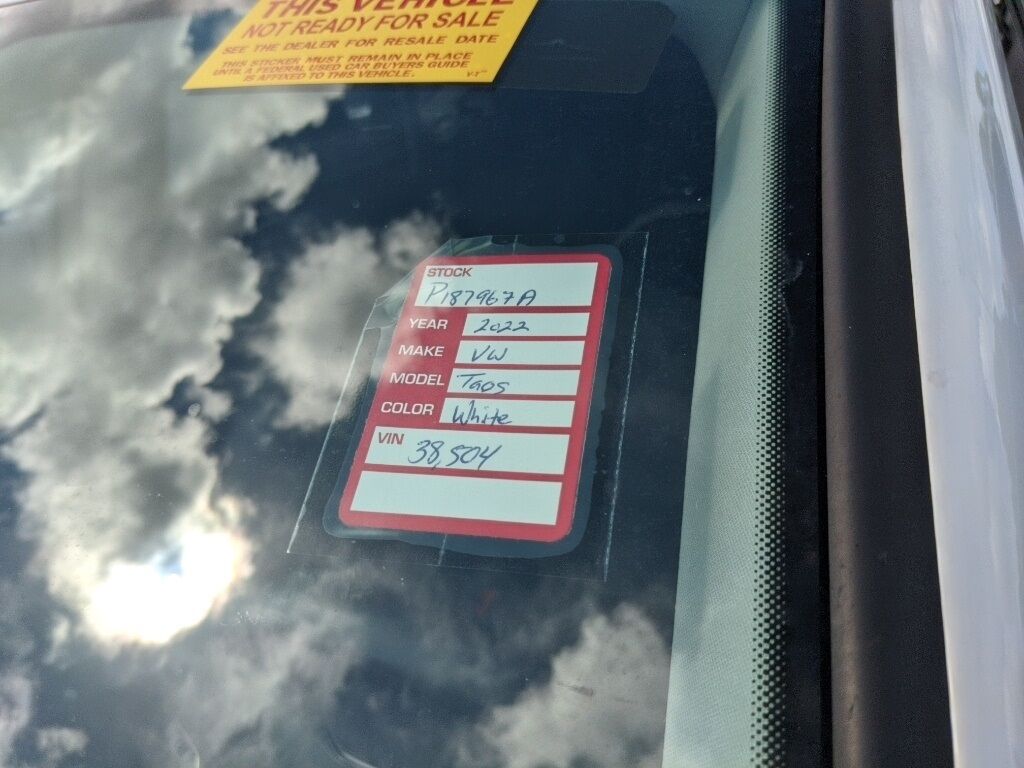 THIS VEHICLE
NOT READY FOR SALE
SEE THE DEALER FOR RESALE DATE
THIS STICKER MUST REMAIN IN PLACE
UNTIL A FEDERAL USED CAR BUYERS GUIDE
IS AFFIXED TO THIS VEHICLE.
STOCK
P187967A
YEAR 2022
MAKE VW
MODEL Taos
COLOR White
VIN 38,504